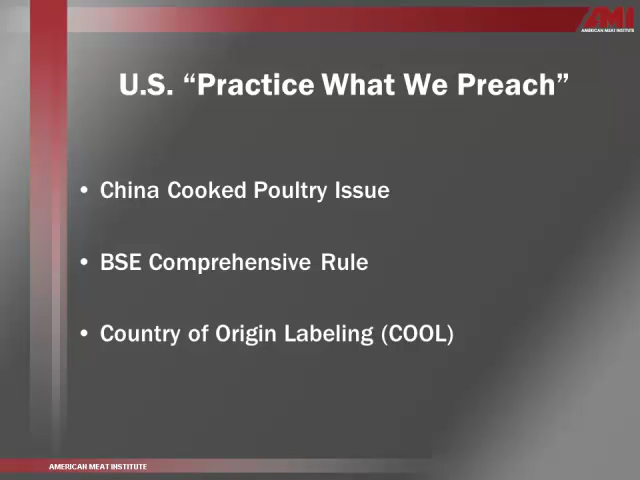 AMI
AMERICAN MEAT INSTITUTE
U.S. “Practice What We Preach”
• China Cooked Poultry Issue
• BSE Comprehensive Rule
• Country of Origin Labeling (COOL)
AMERICAN MEAT INSTITUTE